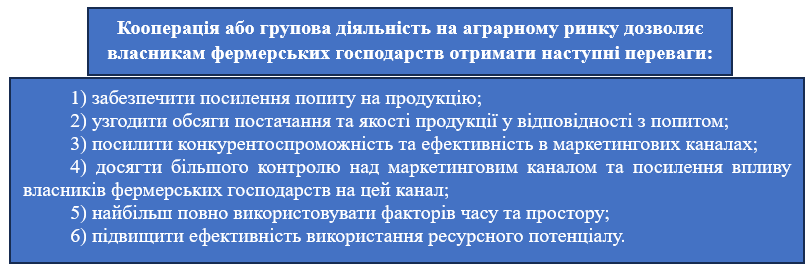 Кооперація або групова діяльність на аграрному ринку дозволяє
власникам фермерських господарств отримати наступні переваги:
1) забезпечити посилення попиту на продукцію;
2) узгодити обсяги постачання та якості продукції у відповідності з попитом;
3) посилити конкурентоспроможність та ефективність в маркетингових каналах;
4) досягти більшого контролю над маркетинговим каналом та посилення впливу
власників фермерських господарств на цей канал;
5) найбільш повно використовувати факторів часу та простору;
6) підвищити ефективність використання ресурсного потенціалу.